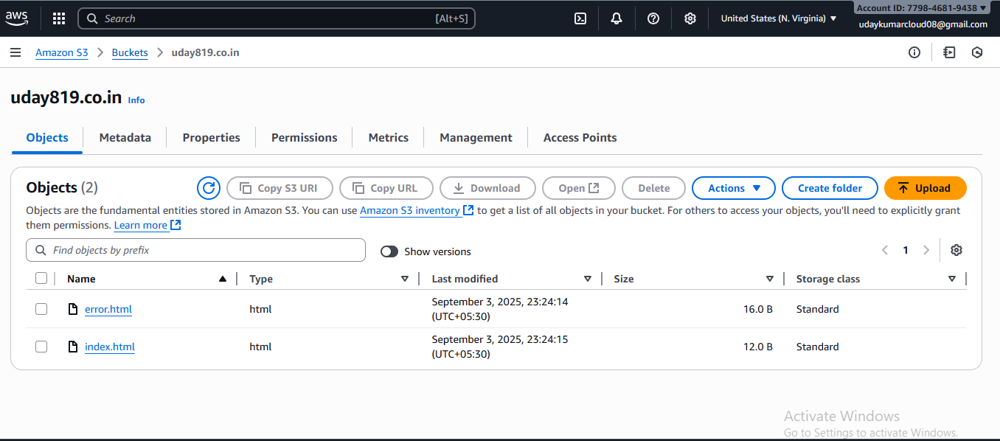 aws
Search [Alt+S]
United States (N. Virginia)
Account ID: 7798-4681-9438
udaykumarcloud08@gmail.com
Amazon S3 > Buckets > uday819.co.in
uday819.co.in Info
Objects Metadata Properties Permissions Metrics Management Access Points
Objects (2) Copy S3 URI Copy URL Download Open Delete Actions Create folder Upload
Objects are the fundamental entities stored in Amazon S3. You can use Amazon S3 inventory to get a list of all objects in your bucket. For others to access your objects, you'll need to explicitly grant
them permissions. Learn more
Find objects by prefix Show versions 1
Name Type Last modified Size Storage class
error.html html September 3, 2025, 23:24:14 (UTC+05:30) 16.0 B Standard
index.html html September 3, 2025, 23:24:15 (UTC+05:30) 12.0 B Standard
Activate Windows
Go to Settings to activate Windows.